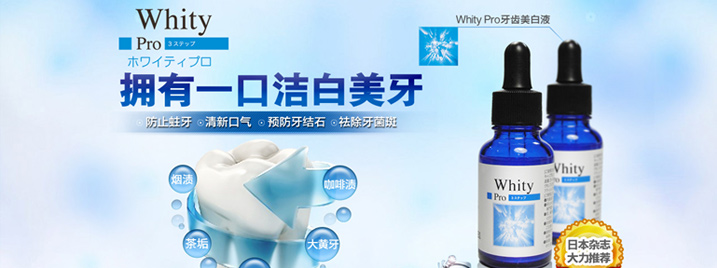 Whity
Pro 3ステップ
ホワイティプロ
Whity Pro牙齿美白液
拥有一口洁白美牙
防止蛀牙 清新口气 预防牙结石 祛除牙菌斑
烟渍
咖啡渍
茶垢
大黄牙
Whity
Pro 3ステップ
日本杂志
大力推荐